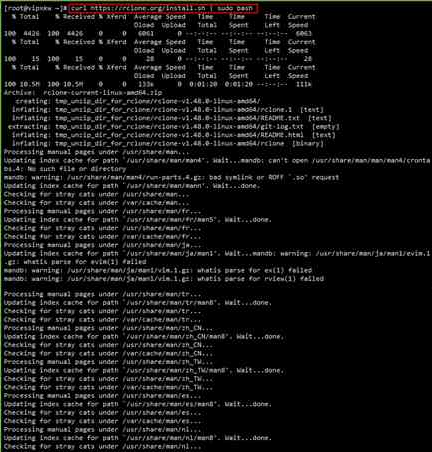 [root@vipxkw ~]# curl https://rclone.org/install.sh | sudo bash
% Total % Received % Xferd Average Speed Time Time Time Current
Dload Upload Total Spent Left Speed
100 4426 100 4426 0 0 6061 0 --:--:-- --:--:-- --:--:-- 6063
% Total % Received % Xferd Average Speed Time Time Time Current
Dload Upload Total Spent Left Speed
100 15 100 15 0 0 28 0 --:--:-- --:--:-- --:--:-- 28
% Total % Received % Xferd Average Speed Time Time Time Current
Dload Upload Total Spent Left Speed
100 10.5M 100 10.5M 0 0 133k 0 0:01:20 0:01:20 --:--:-- 111k
Archive: rclone-current-linux-amd64.zip
creating: tmp_unzip_dir_for_rclone/rclone-v1.48.0-linux-amd64/
inflating: tmp_unzip_dir_for_rclone/rclone-v1.48.0-linux-amd64/rclone.1 [text]
inflating: tmp_unzip_dir_for_rclone/rclone-v1.48.0-linux-amd64/README.txt [text]
extracting: tmp_unzip_dir_for_rclone/rclone-v1.48.0-linux-amd64/git-log.txt [empty]
inflating: tmp_unzip_dir_for_rclone/rclone-v1.48.0-linux-amd64/README.html [text]
inflating: tmp_unzip_dir_for_rclone/rclone-v1.48.0-linux-amd64/rclone [binary]
Processing manual pages under /usr/share/man...
Updating index cache for path `/usr/share/man/man4'. Wait...mandb: can't open /usr/share/man/man4/cronta
bs.4: No such file or directory
mandb: warning: /usr/share/man/man4/run-parts.4.gz: bad symlink or ROFF `.so' request
Updating index cache for path `/usr/share/man/mann'. Wait...done.
Checking for stray cats under /usr/share/man...
Checking for stray cats under /var/cache/man...
Processing manual pages under /usr/share/man/fr...
Updating index cache for path `/usr/share/man/fr/man5'. Wait...done.
Checking for stray cats under /usr/share/man/fr...
Checking for stray cats under /var/cache/man/fr...
Processing manual pages under /usr/share/man/ja...
Updating index cache for path `/usr/share/man/ja/man1'. Wait...mandb: warning: /usr/share/man/ja/man1/evim.1
.gz: whatis parse for evim(1) failed
mandb: warning: /usr/share/man/ja/man1/vim.1.gz: whatis parse for ex(1) failed
mandb: warning: /usr/share/man/ja/man1/vim.1.gz: whatis parse for rview(1) failed
Processing manual pages under /usr/share/man/tr...
Updating index cache for path `/usr/share/man/tr/man8'. Wait...done.
Checking for stray cats under /usr/share/man/tr...
Checking for stray cats under /var/cache/man/tr...
Processing manual pages under /usr/share/man/zh_CN...
Updating index cache for path `/usr/share/man/zh_CN/man8'. Wait...done.
Checking for stray cats under /usr/share/man/zh_CN...
Checking for stray cats under /var/cache/man/zh_CN...
Processing manual pages under /usr/share/man/zh_TW...
Updating index cache for path `/usr/share/man/zh_TW/man8'. Wait...done.
Checking for stray cats under /usr/share/man/zh_TW...
Checking for stray cats under /var/cache/man/zh_TW...
Processing manual pages under /usr/share/man/es...
Updating index cache for path `/usr/share/man/es/man8'. Wait...done.
Checking for stray cats under /usr/share/man/es...
Checking for stray cats under /var/cache/man/es...
Processing manual pages under /usr/share/man/nl...
Updating index cache for path `/usr/share/man/nl/man8'. Wait...done.
Checking for stray cats under /usr/share/man/nl...